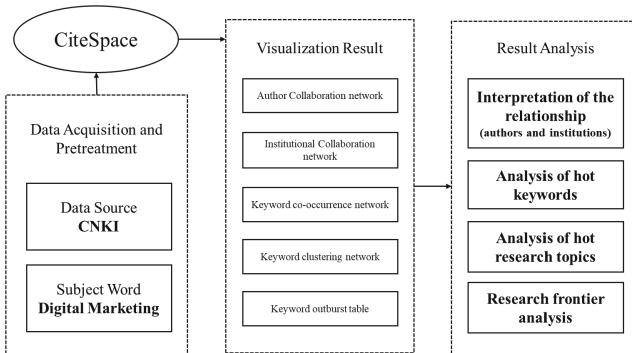 CiteSpace
Data Acquisition and
Pretreatment
Data Source
CNKI
Subject Word
Digital Marketing
Visualization Result
Author Collaboration network
Institutional Collaboration
network
Keyword co-occurrence network
Keyword clustering network
Keyword outburst table
Result Analysis
Interpretation of the
relationship
(authors and institutions)
Analysis of hot
keywords
Analysis of hot
research topics
Research frontier
analysis